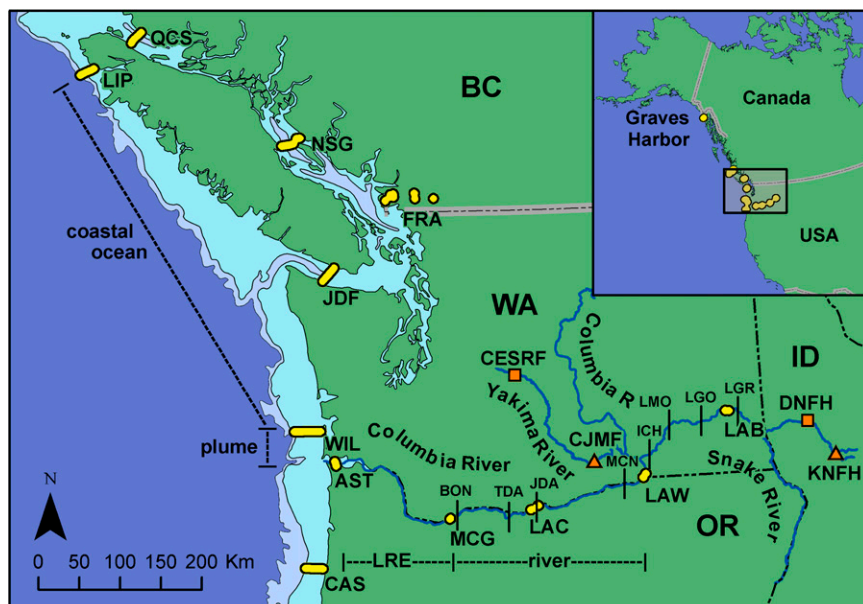 QCS
LIP
BC
NSG
FRA
coastal
ocean
JDF
WA
Columbia R
CESRF
Yakima River
CJMF
LMO
LGO
LGR
ICH
LAB
ID
DNFH
KNFH
plume
WIL
Columbia River
AST
BON
TDA
JDA
MCN
LAW
Snake River
MCG
LAC
OR
N
0 50 100 150 200 Km
LRE
river
CAS
Canada
Graves
Harbor
USA